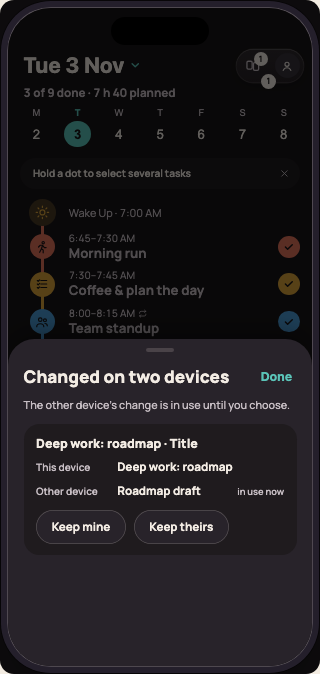 Tue 3 Nov
1
1
3 of 9 done · 7 h 40 planned
M T W T F S S
2 3 4 5 6 7 8
Hold a dot to select several tasks
Wake Up · 7:00 AM
6:45–7:30 AM
Morning run
7:30–7:45 AM
Coffee & plan the day
8:00–8:15 AM
Team standup
Changed on two devices Done
The other device's change is in use until you choose.
Deep work: roadmap · Title
This device Deep work: roadmap
Other device Roadmap draft in use now
Keep mine Keep theirs